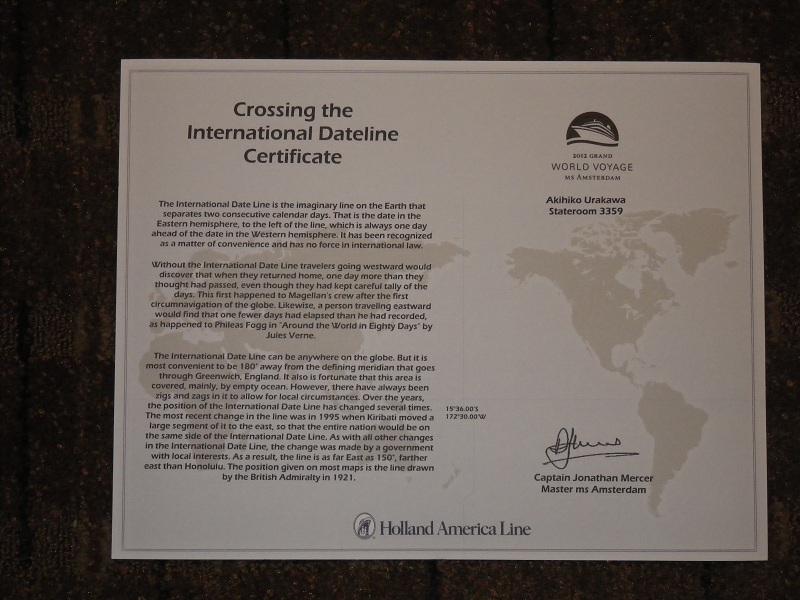 Crossing the
International Dateline
Certificate
The International Date Line is the imaginary line on the Earth that
separates two consecutive calendar days. That is the date in the
Eastern hemisphere, to the left of the line, which is always one day
ahead of the date in the Western hemisphere. It has been recognized
as a matter of convenience and has no force in international law.
Without the International Date Line travelers going westward would
discover that when they returned home, one day more than they
thought had passed, even though they had kept careful tally of the
days. This first happened to Magellan's crew after the first
circumnavigation of the globe. Likewise, a person traveling eastward
would find that one fewer days had elapsed than he had recorded,
as happened to Phileas Fogg in "Around the World in Eighty Days" by
Jules Verne.
The International Date Line can be anywhere on the globe. But it is
most convenient to be 180° away from the defining meridian that goes
through Greenwich, England. It also is fortunate that this area is
covered, mainly, by empty ocean. However, there have always been
zigs and zags in it to allow for local circumstances. Over the years,
the position of the International Date Line has changed several times.
The most recent change in the line was in 1995 when Kiribati moved a
large segment of it to the east, so that the entire nation would be on
the same side of the International Date Line. As with all other changes
in the International Date Line, the change was made by a government
with local interests. As a result, the line is as far East as 150°, farther
east than Honolulu. The position given on most maps is the line drawn
by the British Admiralty in 1921.
15°36.00'S
172°30.00'W
2012 GRAND
WORLD VOYAGE
MS AMSTERDAM
Akihiko Urakawa
Stateroom 3359
Captain Jonathan Mercer
Master ms Amsterdam
Holland America Line